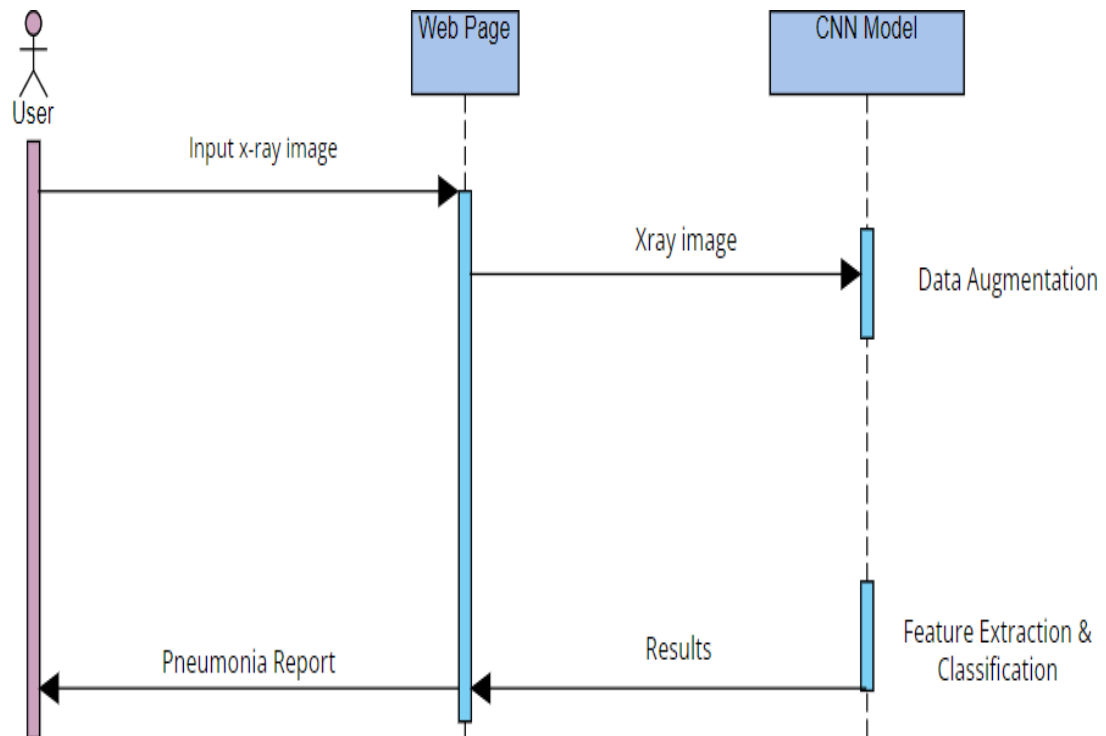 Web Page
CNN Model
User
Input x-ray image
Xray image
Data Augmentation
Feature Extraction &
Classification
Results
Pneumonia Report